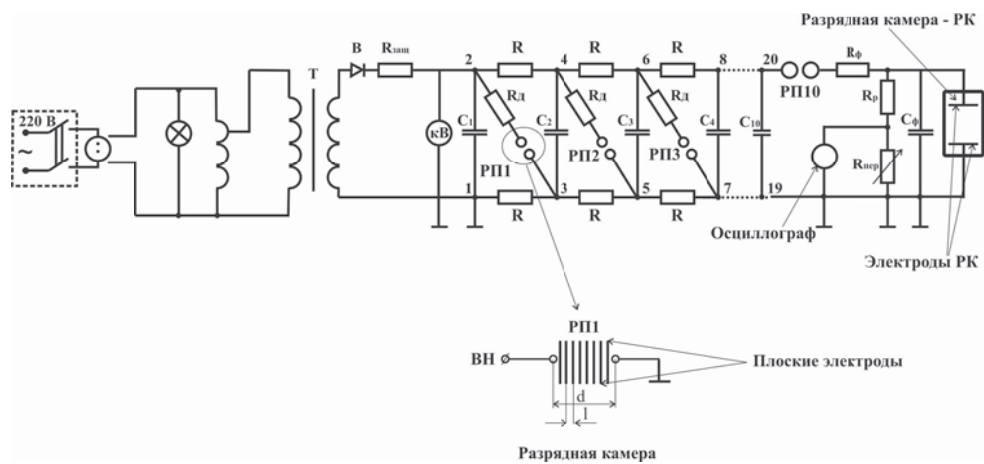 Разрядная камера - РК
220 В
~
T
В
Rзащ
кВ
2
R
4
R
6
R
8
20
РП10
Rф
C1
Rд
C2
Rд
C3
Rд
C4
C10
Rр
Cф
РП1
РП2
РП3
Rпер
1
R
3
R
5
R
7
19
Осциллограф
Электроды РК
РП1
ВН
Плоские электроды
d
l
Разрядная камера